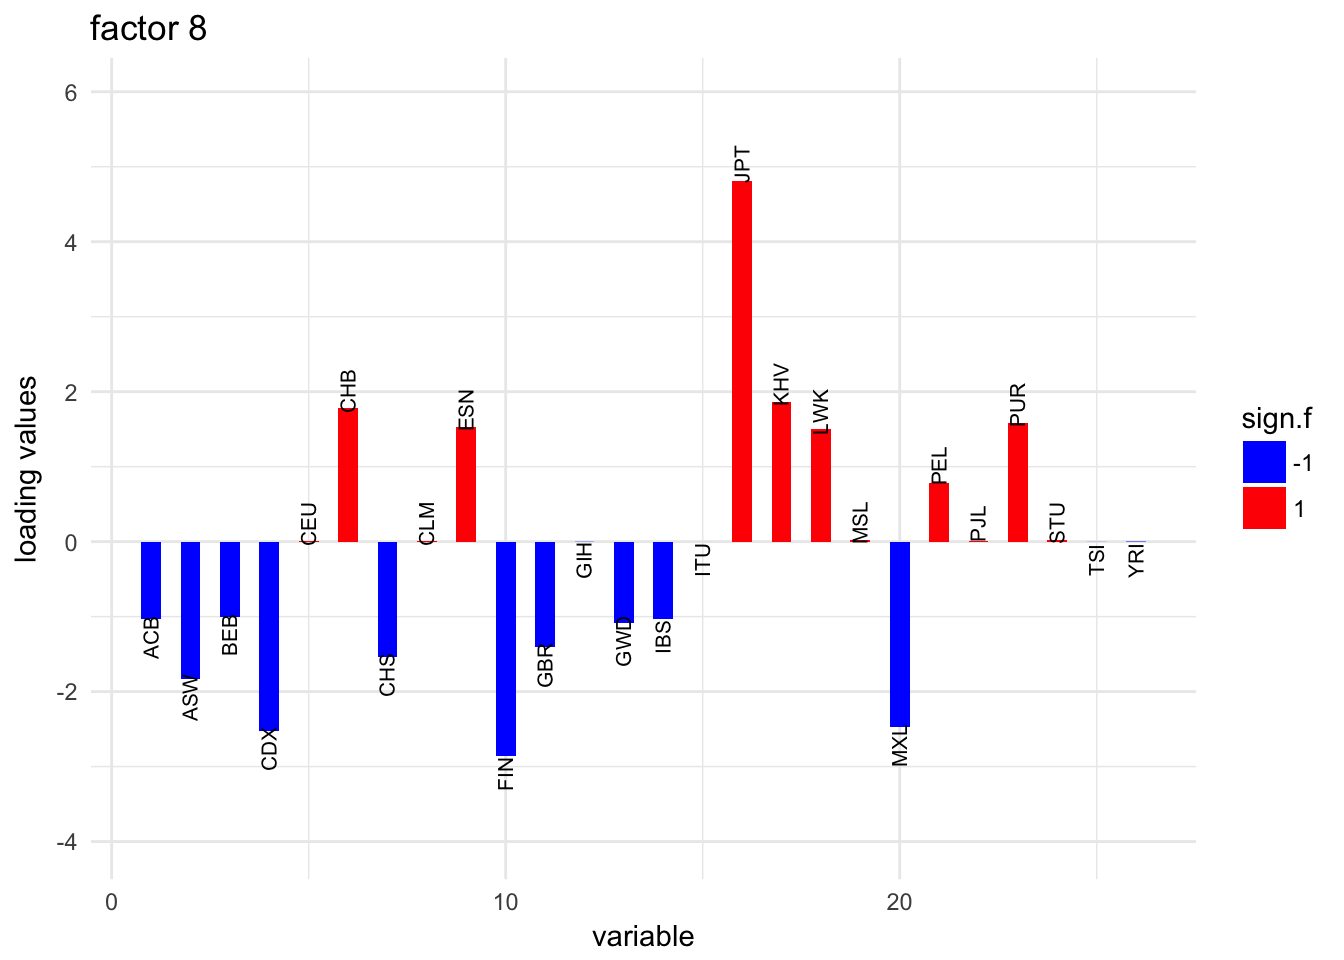 factor 8
6
4
2
0
-2
-4
loading values
ACB
ASW
BEB
CDX
CEU
CHB
CHS
CLM
ESN
FIN
GBR
GIH
GWD
IBS
ITU
JPT
KHV
LWK
MSL
MXL
PEL
PJL
PUR
STU
TSI
YRI
0
10
20
variable
sign.f
-1
1